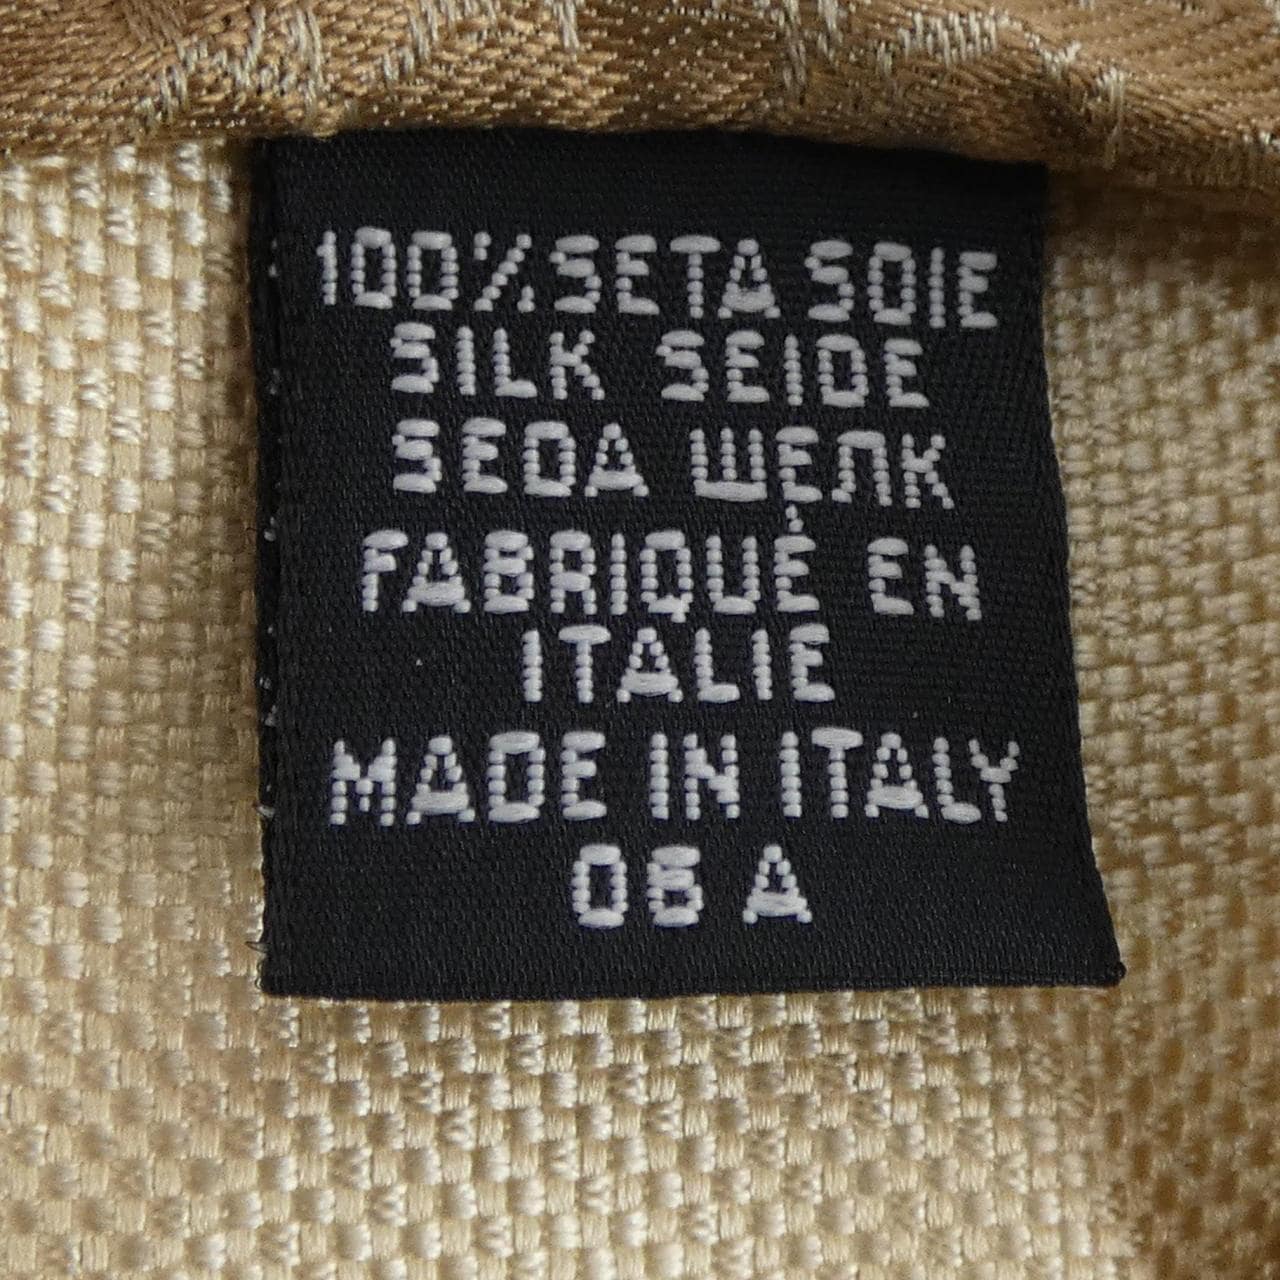 100% SETA SOIE
SILK SEIDE
SEDA ШЕЛК
FABRIQUÉ EN
ITALIE
MADE IN ITALY
06 A